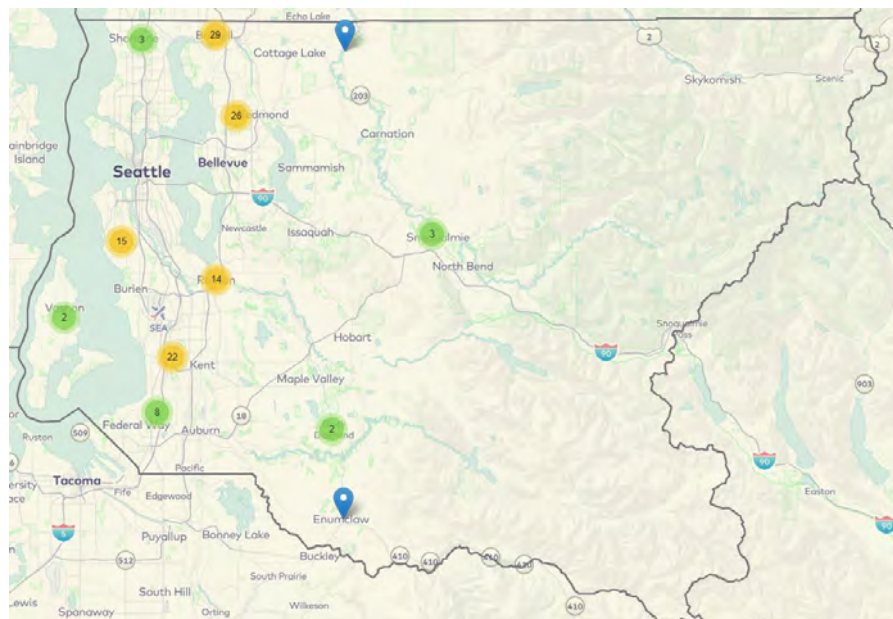 Echo Lake
3
29
Cottage Lake
2
2
Skykomish
Scenic
203
26
Carnation
Island
Seattle
Bellevue
Sammamish
90
Newcastle
Issaquah
15
3
North Bend
14
Burien
2
SEA
Hobart
Snoqualmie
Pass
90
22
Kent
Maple Valley
903
8
18
Federal Way
Auburn
2
Ruston
509
Pacific
90
Tacoma
Fife
Edgewood
Easton
90
Enumclaw
5
Puyallup
Bonney Lake
Buckley
410
410
410
410
512
South Prairie
South Hill
410
Lewis
Spanaway
Orting
Wilkeson